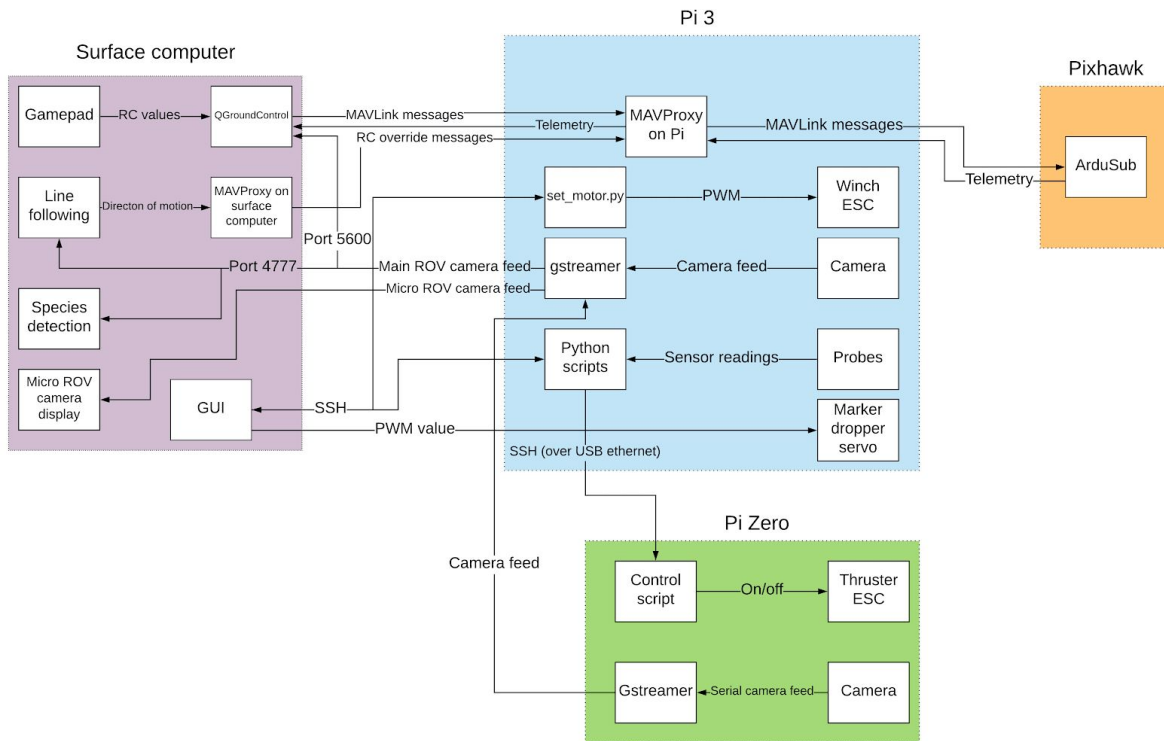 Pi 3
Surface computer
Pixhawk
Gamepad
RC values
QGroundControl
MAVLink messages
Telemetry
RC override messages
MAVProxy
on Pi
MAVLink messages
Telemetry
ArduSub
Line
following
Directon of motion
MAVProxy on
surface
computer
set_motor.py
PWM
Winch
ESC
Port 5600
Port 4777
Main ROV camera feed
Micro ROV camera feed
gstreamer
Camera feed
Camera
Species
detection
Python
scripts
Sensor readings
Probes
Micro ROV
camera
display
GUI
SSH
PWM value
Marker
dropper
servo
SSH (over USB ethernet)
Pi Zero
Camera feed
Control
script
On/off
Thruster
ESC
Gstreamer
Serial camera feed
Camera